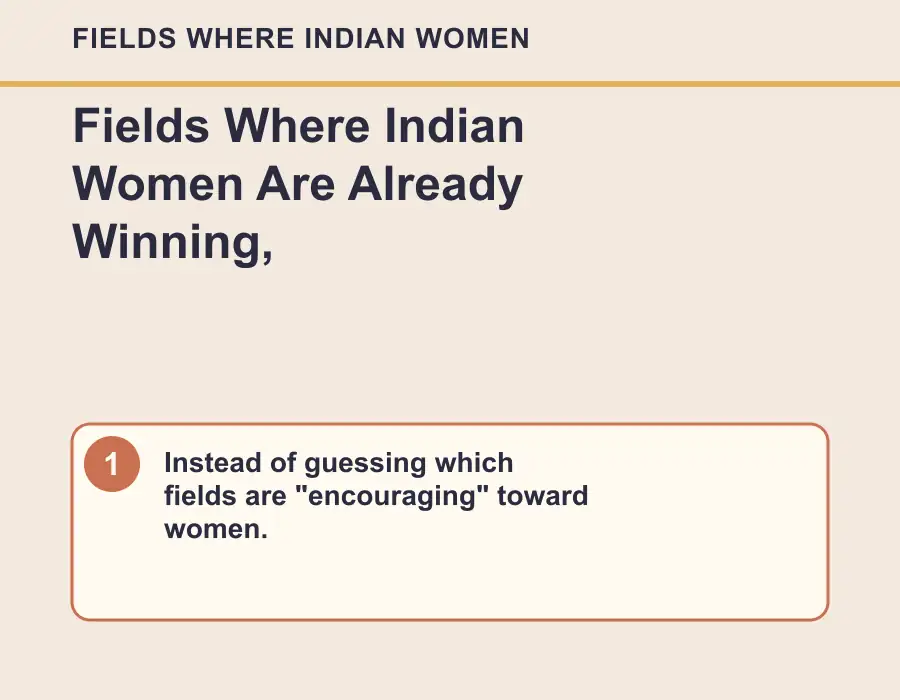 FIELDS WHERE INDIAN WOMEN
Fields Where Indian
Women Are Already
Winning,
1
Instead of guessing which
fields are "encouraging" toward
women.